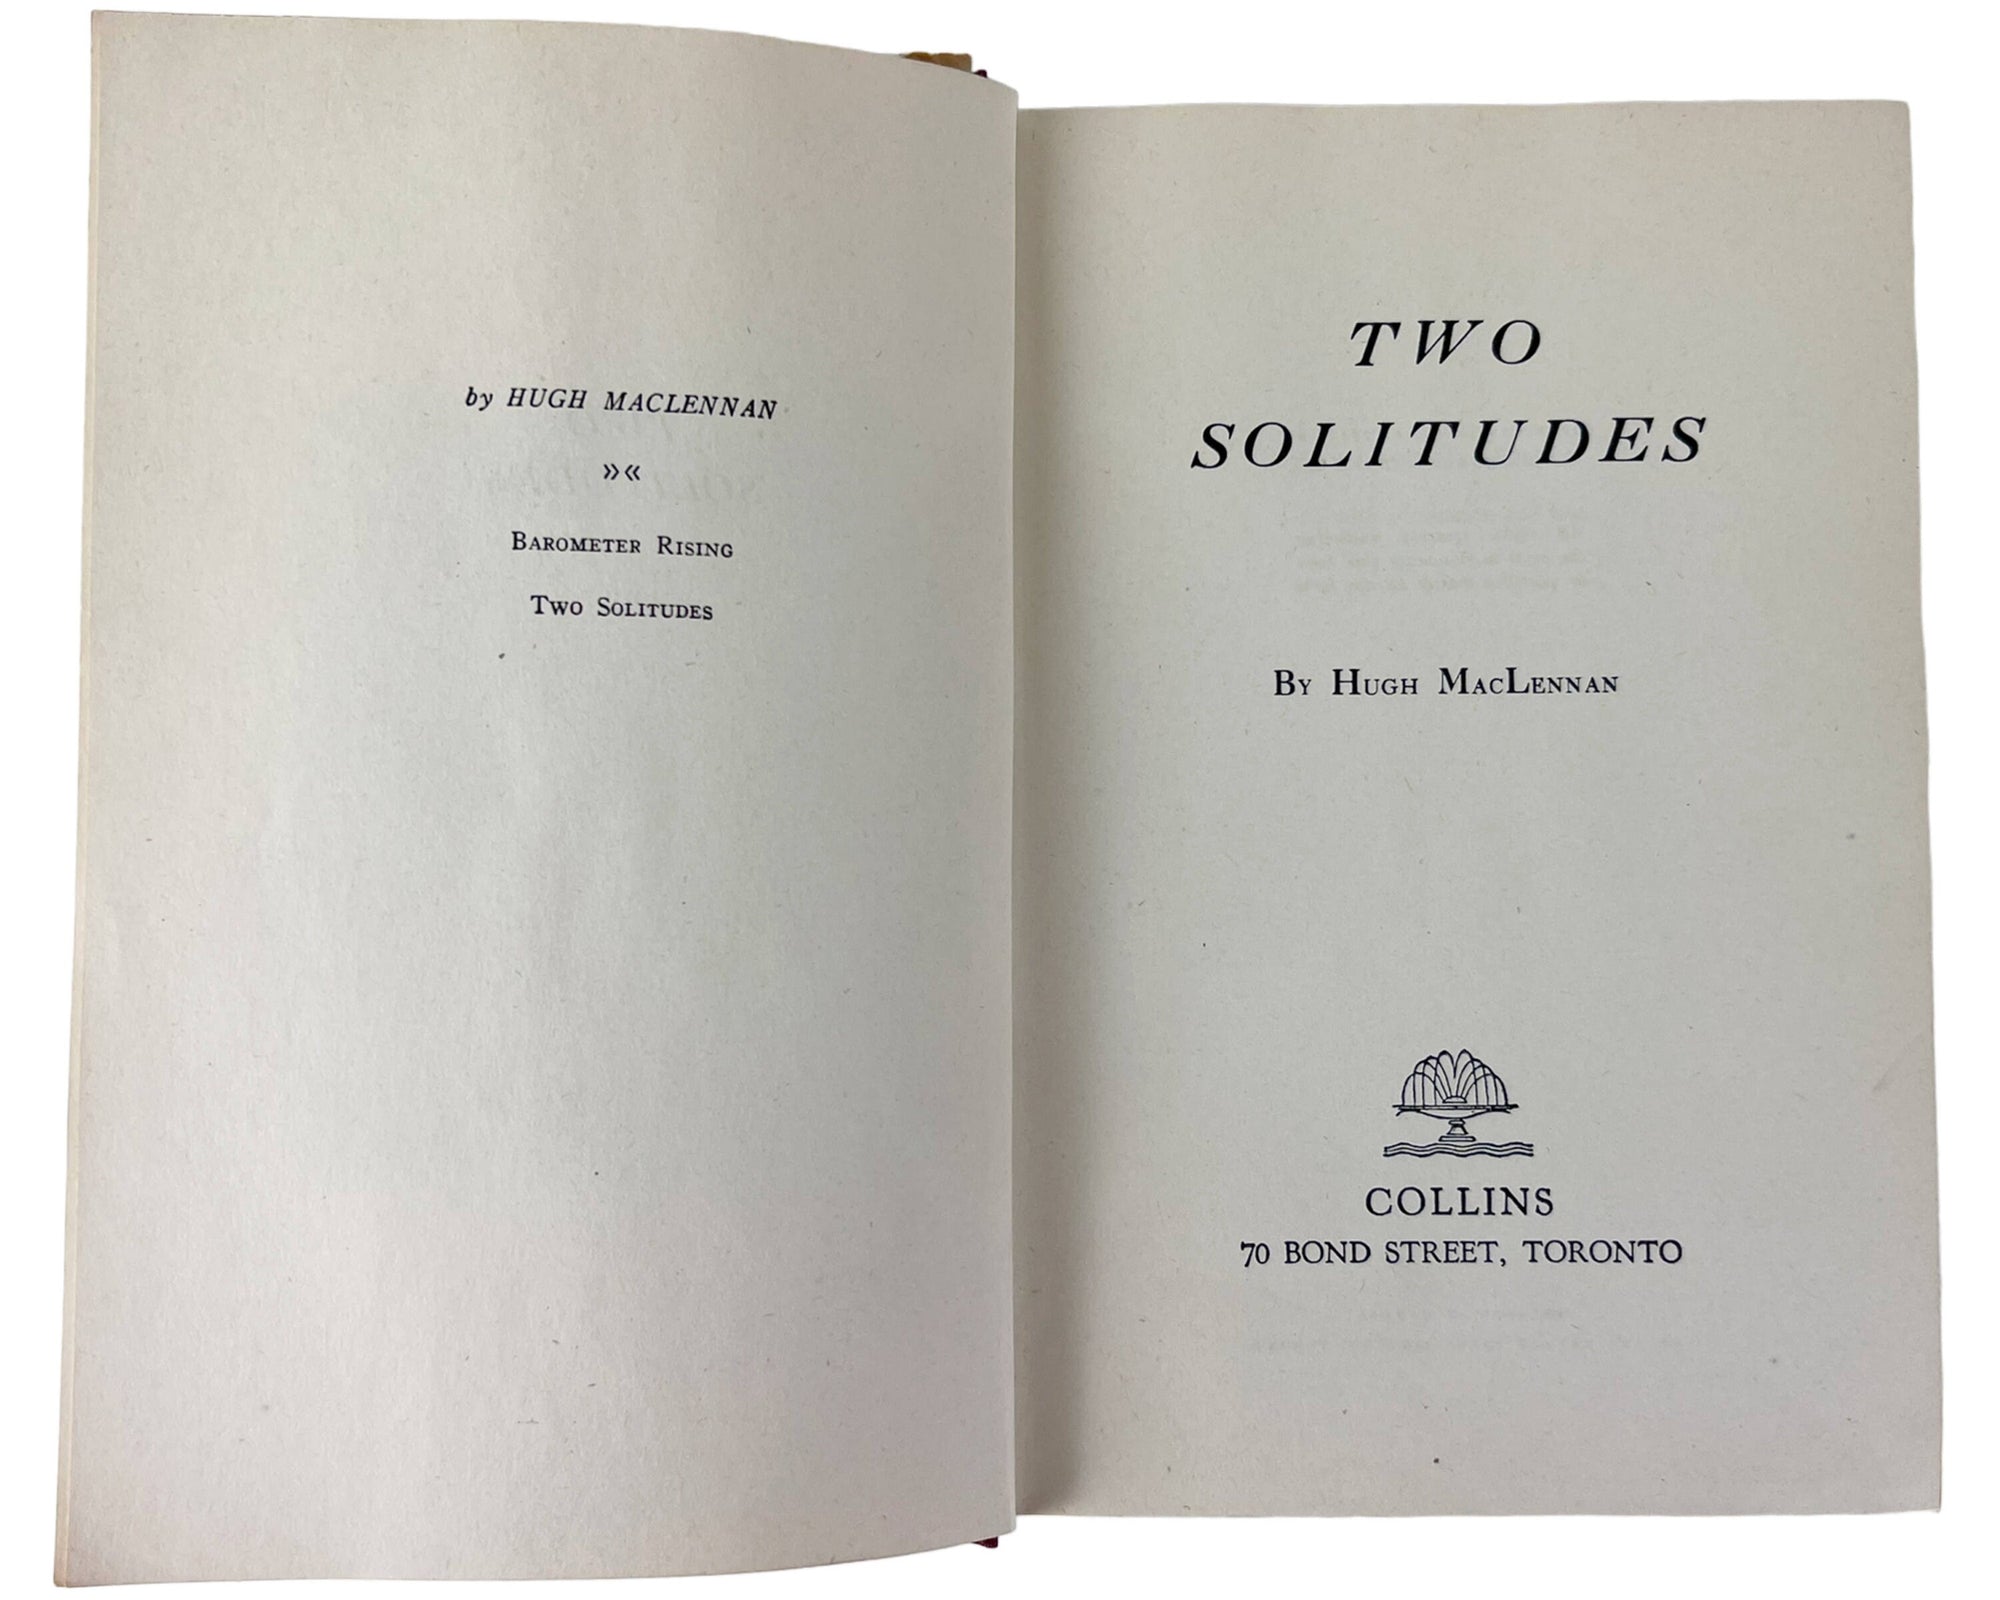 by HUGH MACLENNAN
»«
BAROMETER RISING
TWO SOLITUDES
TWO
SOLITUDES
BY HUGH MACLENNAN
COLLINS
70 BOND STREET, TORONTO